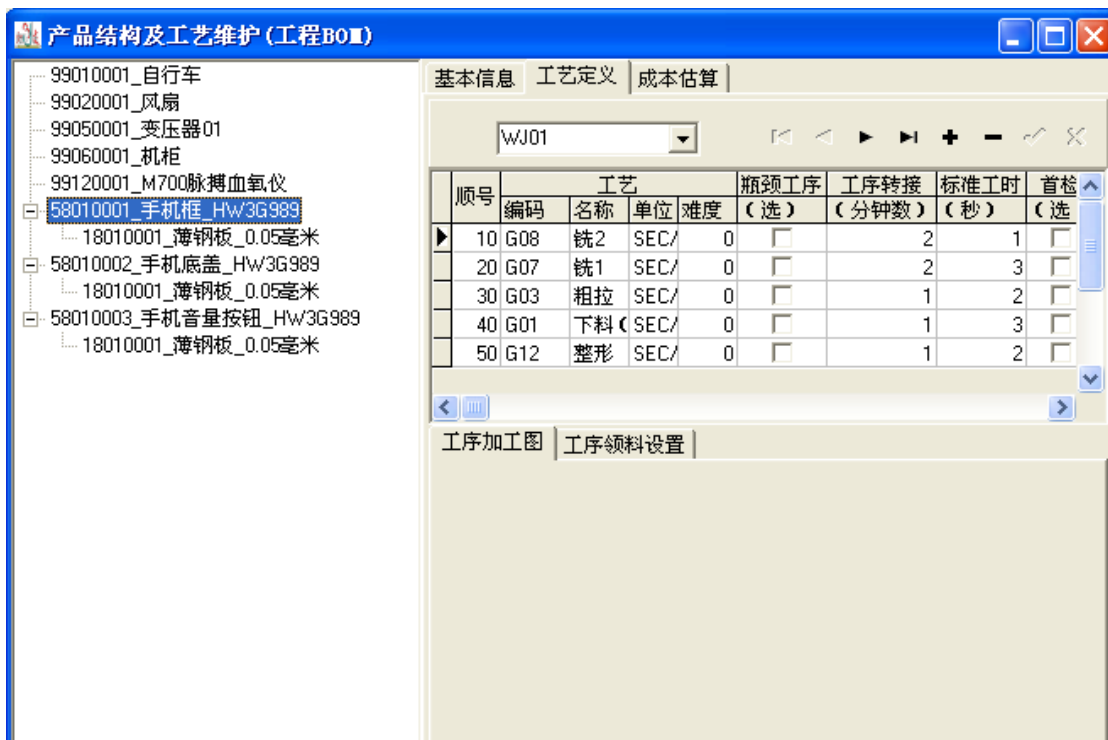 产品结构及工艺维护(工程BOM)
99010001_自行车
99020001_风扇
99050001_变压器01
99060001_机柜
99120001_M700脉搏血氧仪
58010001_手机框_HW3G989
18010001_薄钢板_0.05毫米
58010002_手机底盖_HW3G989
18010001_薄钢板_0.05毫米
58010003_手机音量按钮_HW3G989
18010001_薄钢板_0.05毫米
基本信息 工艺定义 成本估算
WJ01
顺号 工艺 瓶颈工序 工序转接 标准工时 首检
编码 名称 单位 难度 (选) (分钟数) (秒) (选
10 G08 铣2 SEC/ 0 2 1
20 G07 铣1 SEC/ 0 2 3
30 G03 粗拉 SEC/ 0 1 2
40 G01 下料( SEC/ 0 1 3
50 G12 整形 SEC/ 0 1 2
工序加工图 工序领料设置